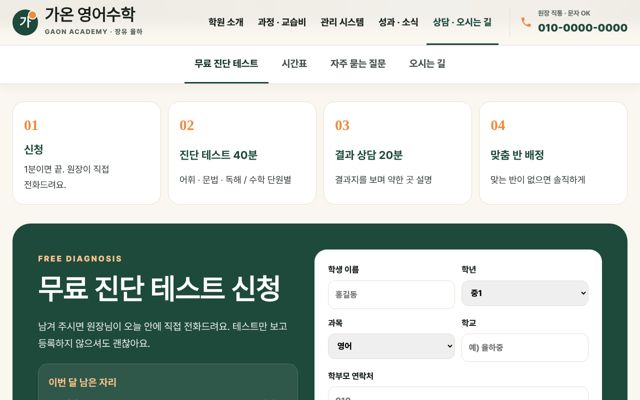 가
가온 영어수학
GAON ACADEMY · 장유 율하
학원 소개
과정 · 교습비
관리 시스템
성과 · 소식
상담 · 오시는 길
원장 직통 · 문자 OK
010-0000-0000
무료 진단 테스트
시간표
자주 묻는 질문
오시는 길
01
신청
1분이면 끝. 원장이 직접
전화드려요.
02
진단 테스트 40분
어휘 · 문법 · 독해 / 수학 단원별
03
결과 상담 20분
결과지를 보며 약한 곳 설명
04
맞춤 반 배정
맞는 반이 없으면 솔직하게
FREE DIAGNOSIS
무료 진단 테스트 신청
남겨 주시면 원장님이 오늘 안에 직접 전화드려요. 테스트만 보고
등록하지 않으셔도 괜찮아요.
이번 달 남은 자리
학생 이름
홍길동
학년
중1
과목
영어
학교
예) 율하중
학부모 연락처